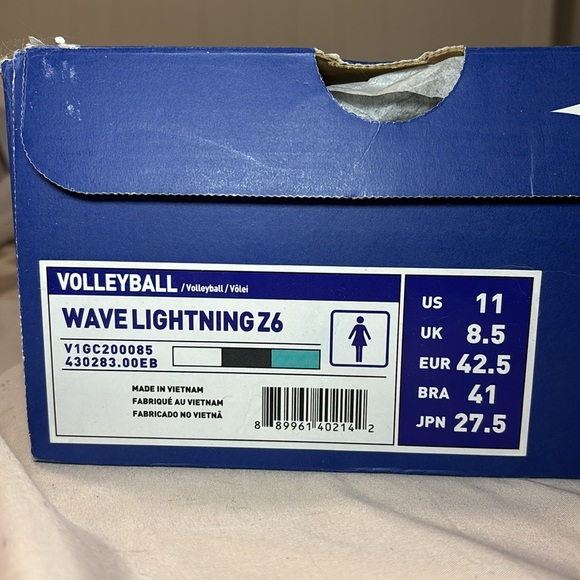 VOLLEYBALL / Volleyball / Vôlei
WAVE LIGHTNING Z6
V1GC200085
430283.00EB
MADE IN VIETNAM
FABRIQUÉ AU VIETNAM
FABRICADO NO VIETNÃ
8 89961 40214 2
US 11
UK 8.5
EUR 42.5
BRA 41
JPN 27.5